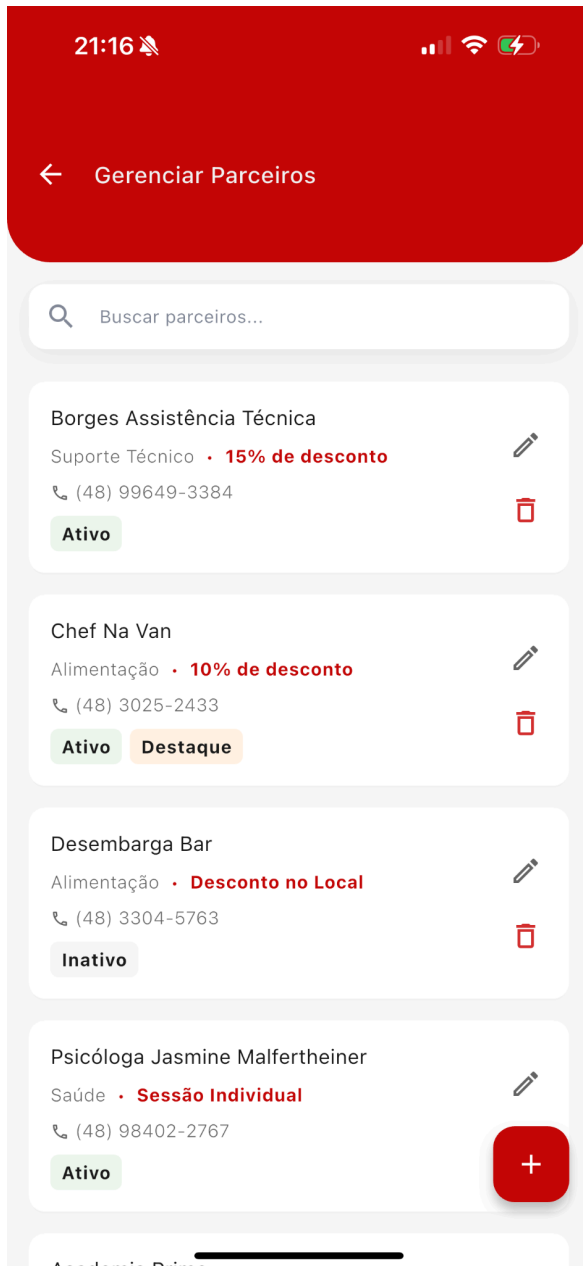 21:16
Gerenciar Parceiros
Buscar parceiros...
Borges Assistência Técnica
Suporte Técnico • 15% de desconto
(48) 99649-3384
Ativo
Chef Na Van
Alimentação • 10% de desconto
(48) 3025-2433
Ativo Destaque
Desembarga Bar
Alimentação • Desconto no Local
(48) 3304-5763
Inativo
Psicóloga Jasmine Malfertheiner
Saúde • Sessão Individual
(48) 98402-2767
Ativo
+